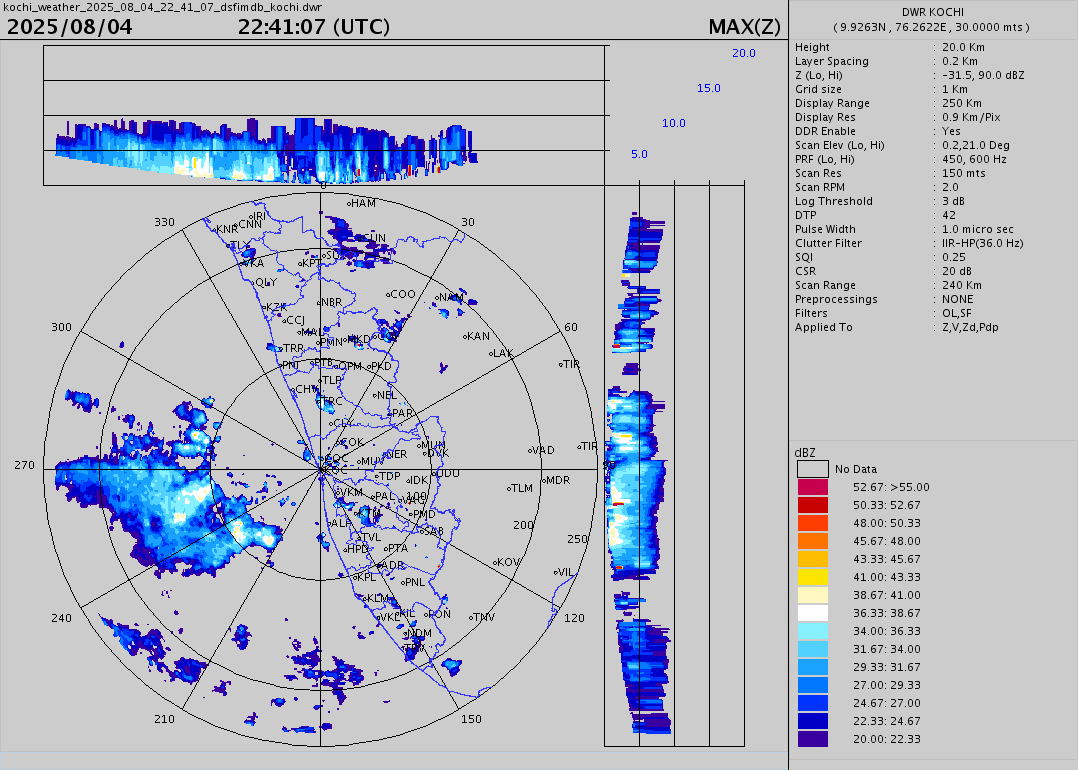 kochi_weather_2025_08_04_22_41_07_dsfimdb_kochi.dwr
2025/08/04 22:41:07 (UTC) MAX(Z)
20.0
15.0
10.0
5.0
0
HAM
330 IRI 30
KNR CNN
CUN
TLY
VKA KPT
QLY
COO NAM
KZK NBR
CCJ
300 MAL 60
PMN KAN
TRR LAK
PNI PTB OPM PKD TIR
TLP
CHV NEL
TRC
PAR
CLY
COK MUN TIR
NER DVK VAD
270 MUV 90
TDP IDK IDU MDR
VKM PAL 100 TLM
KTM PMD
ALP SAB 200
TVL 250
HPD PTA
ADR KOV
KPL PNL VIL
KLM
240 VKL KIL PON TNV 120
NDM
TRV
210 150
DWR KOCHI
( 9.9263N , 76.2622E , 30.0000 mts )
Height : 20.0 Km
Layer Spacing : 0.2 Km
Z (Lo, Hi) : -31.5, 90.0 dBZ
Grid size : 1 Km
Display Range : 250 Km
Display Res : 0.9 Km/Pix
DDR Enable : Yes
Scan Elev (Lo, Hi) : 0.2,21.0 Deg
PRF (Lo, Hi) : 450, 600 Hz
Scan Res : 150 mts
Scan RPM : 2.0
Log Threshold : 3 dB
DTP : 42
Pulse Width : 1.0 micro sec
Clutter Filter : IIR-HP(36.0 Hz)
SQI : 0.25
CSR : 20 dB
Scan Range : 240 Km
Preprocessings : NONE
Filters : OL,SF
Applied To : Z,V,Zd,Pdp
dBZ
No Data
52.67: >55.00
50.33: 52.67
48.00: 50.33
45.67: 48.00
43.33: 45.67
41.00: 43.33
38.67: 41.00
36.33: 38.67
34.00: 36.33
31.67: 34.00
29.33: 31.67
27.00: 29.33
24.67: 27.00
22.33: 24.67
20.00: 22.33